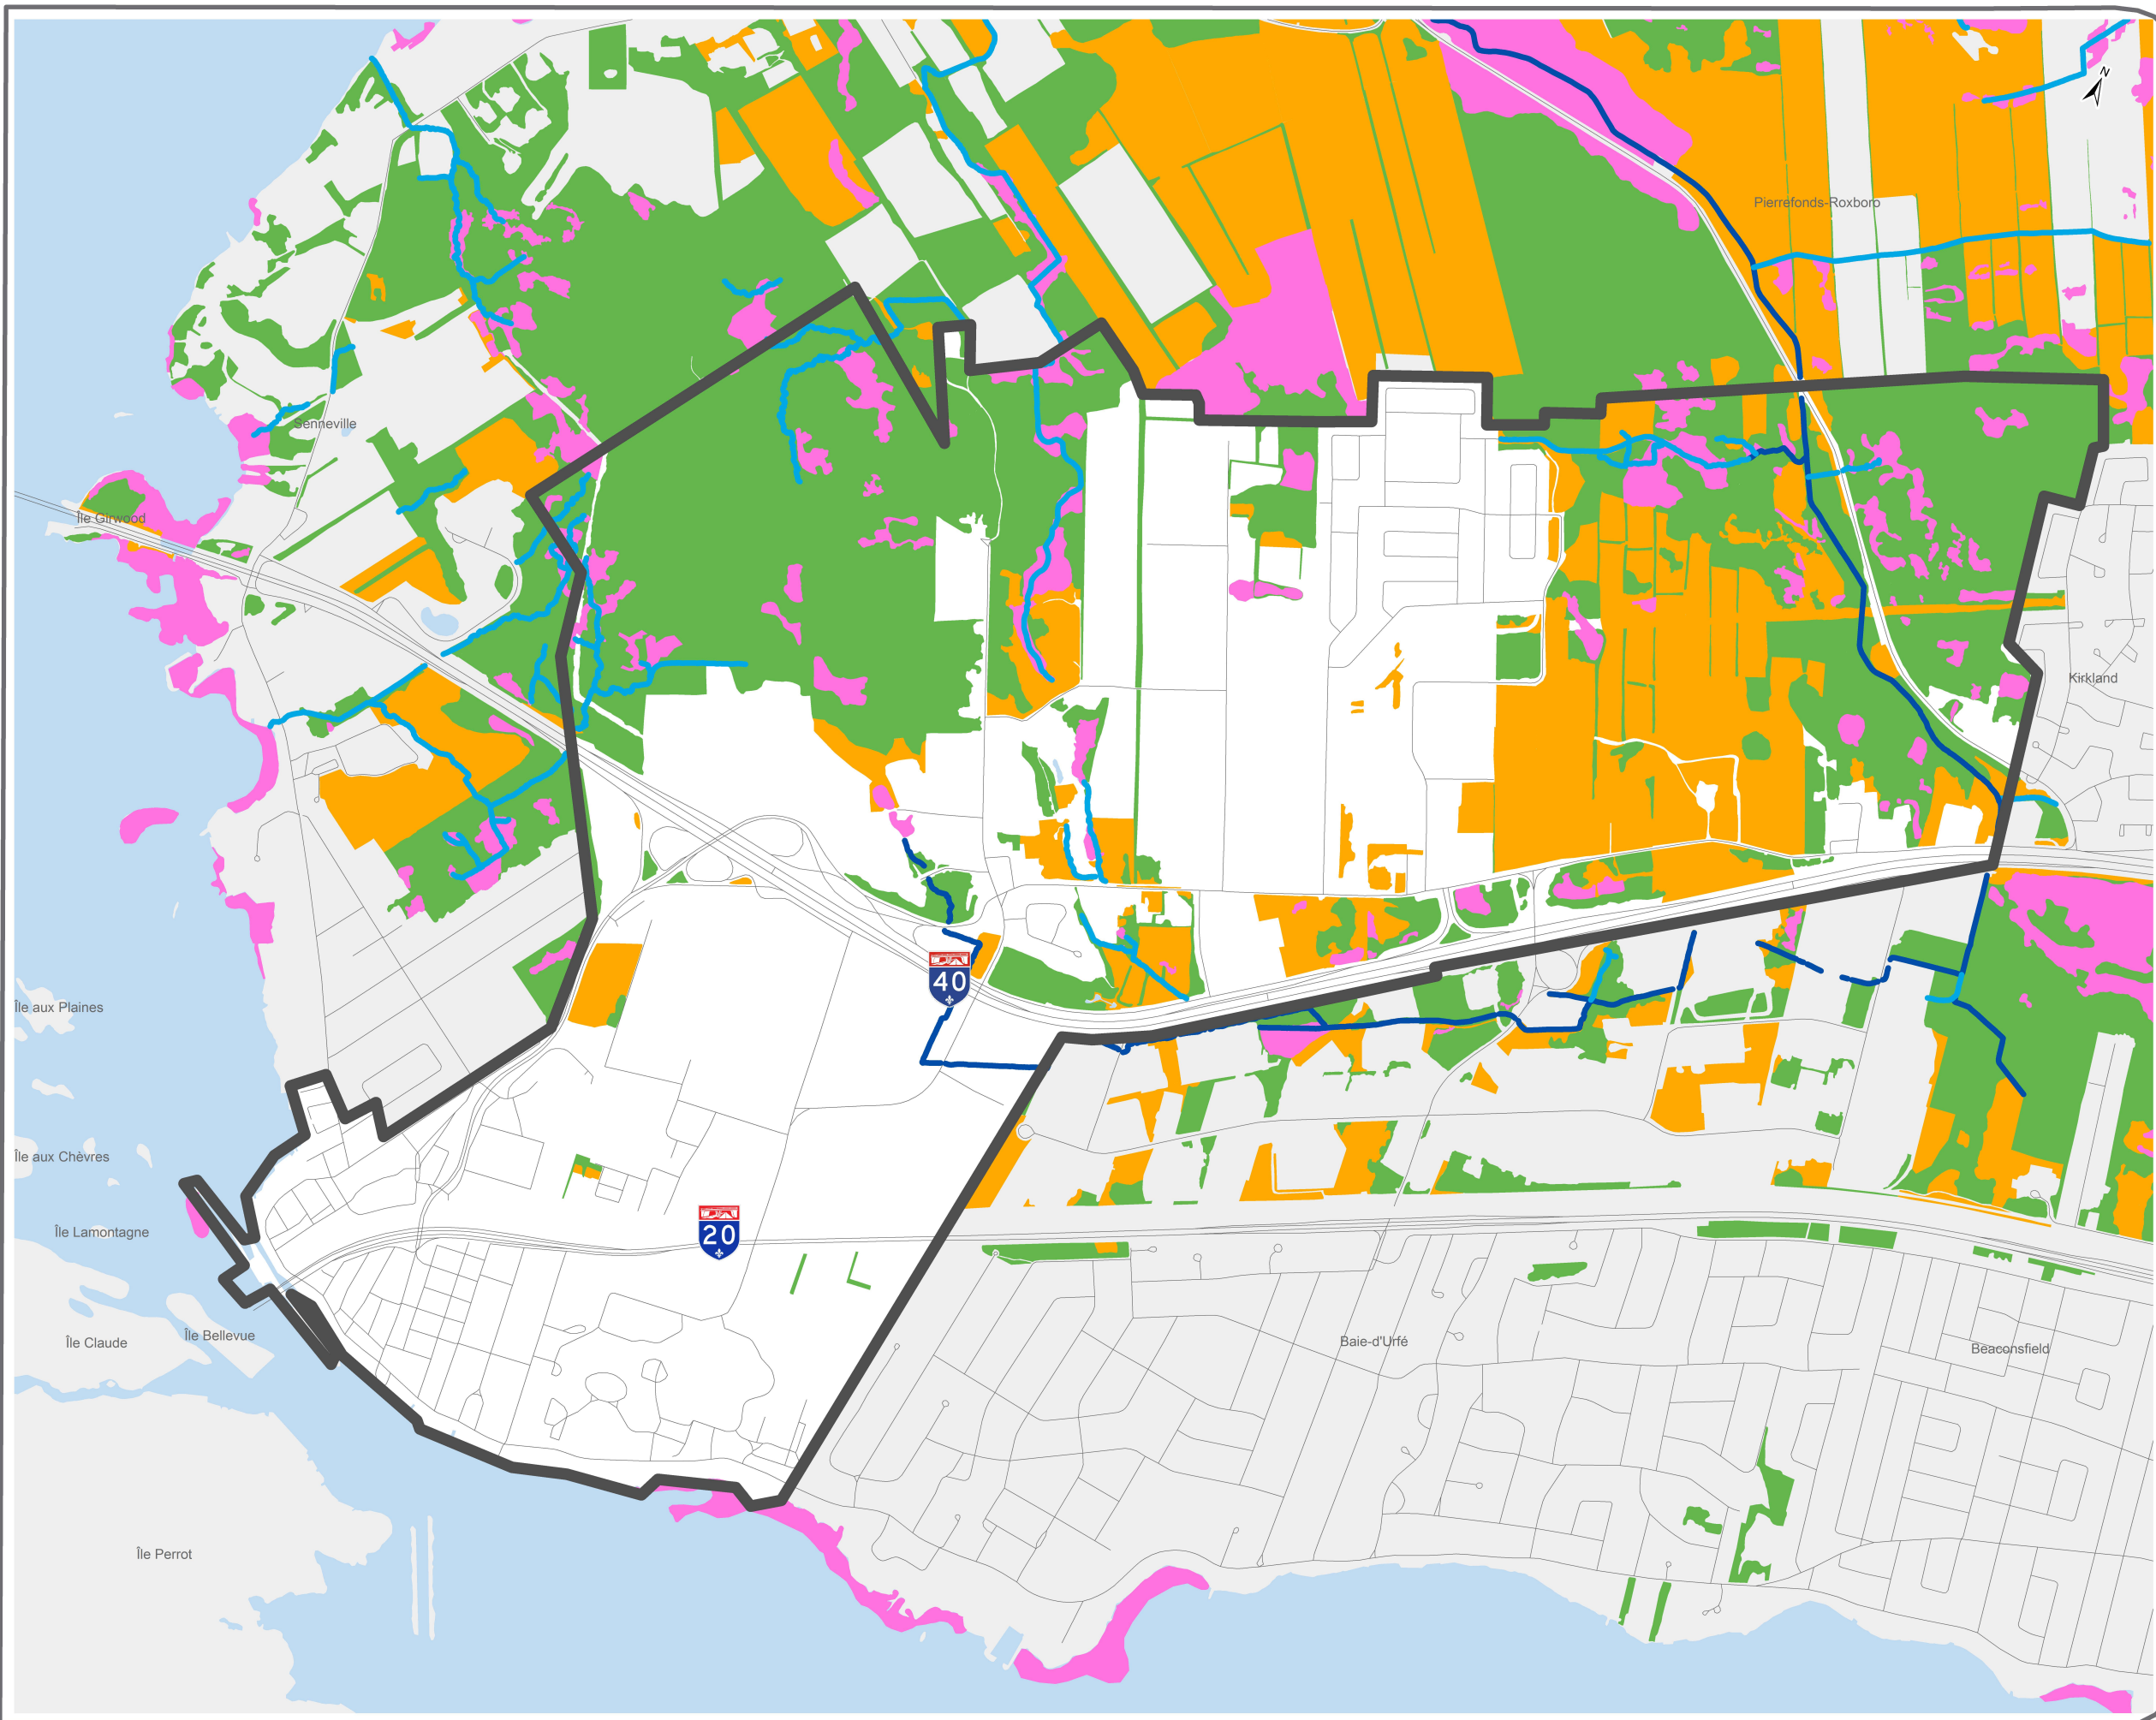 N
Pierrefonds-Roxboro
Senneville
Île Girwood
Kirkland
40
Île aux Plaines
Île aux Chèvres
Île Lamontagne
20
Île Bellevue
Île Claude
Baie-d'Urfé
Beaconsfield
Île Perrot